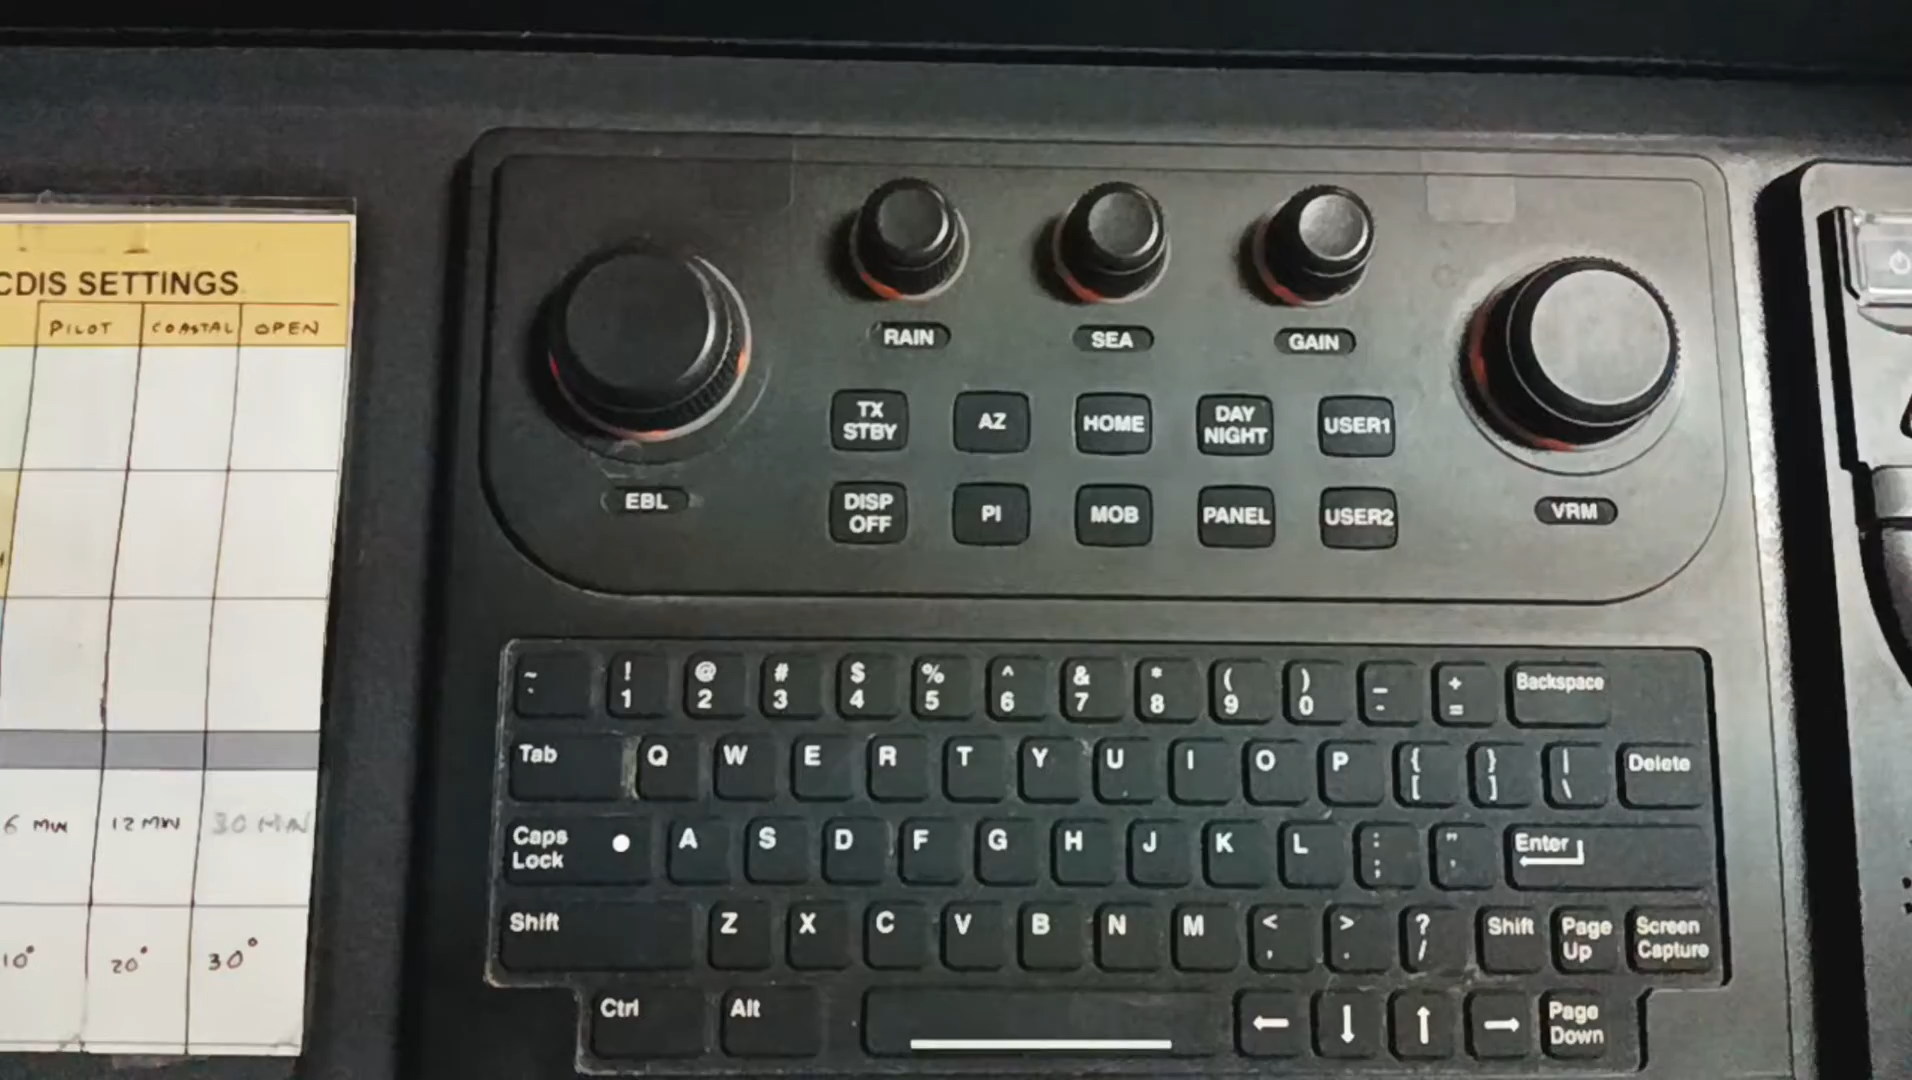 CDIS SETTINGS
PILOT COASTAL OPEN
6 MIN 12 MIN 30 MIN
10° 20° 30°
RAIN SEA GAIN
EBL
VRM
TX STBY
AZ
HOME
DAY NIGHT
USER1
DISP OFF
PI
MOB
PANEL
USER2
~ ! @ # $ % ^ & * ( ) _ +
` 1 2 3 4 5 6 7 8 9 0 - = Backspace
Tab Q W E R T Y U I O P { [ } ] | \ Delete
Caps Lock A S D F G H J K L : ; " ' Enter
Shift Z X C V B N M < , > . ? / Shift Page Up Screen Capture
Ctrl Alt ← ↓ ↑ → Page Down